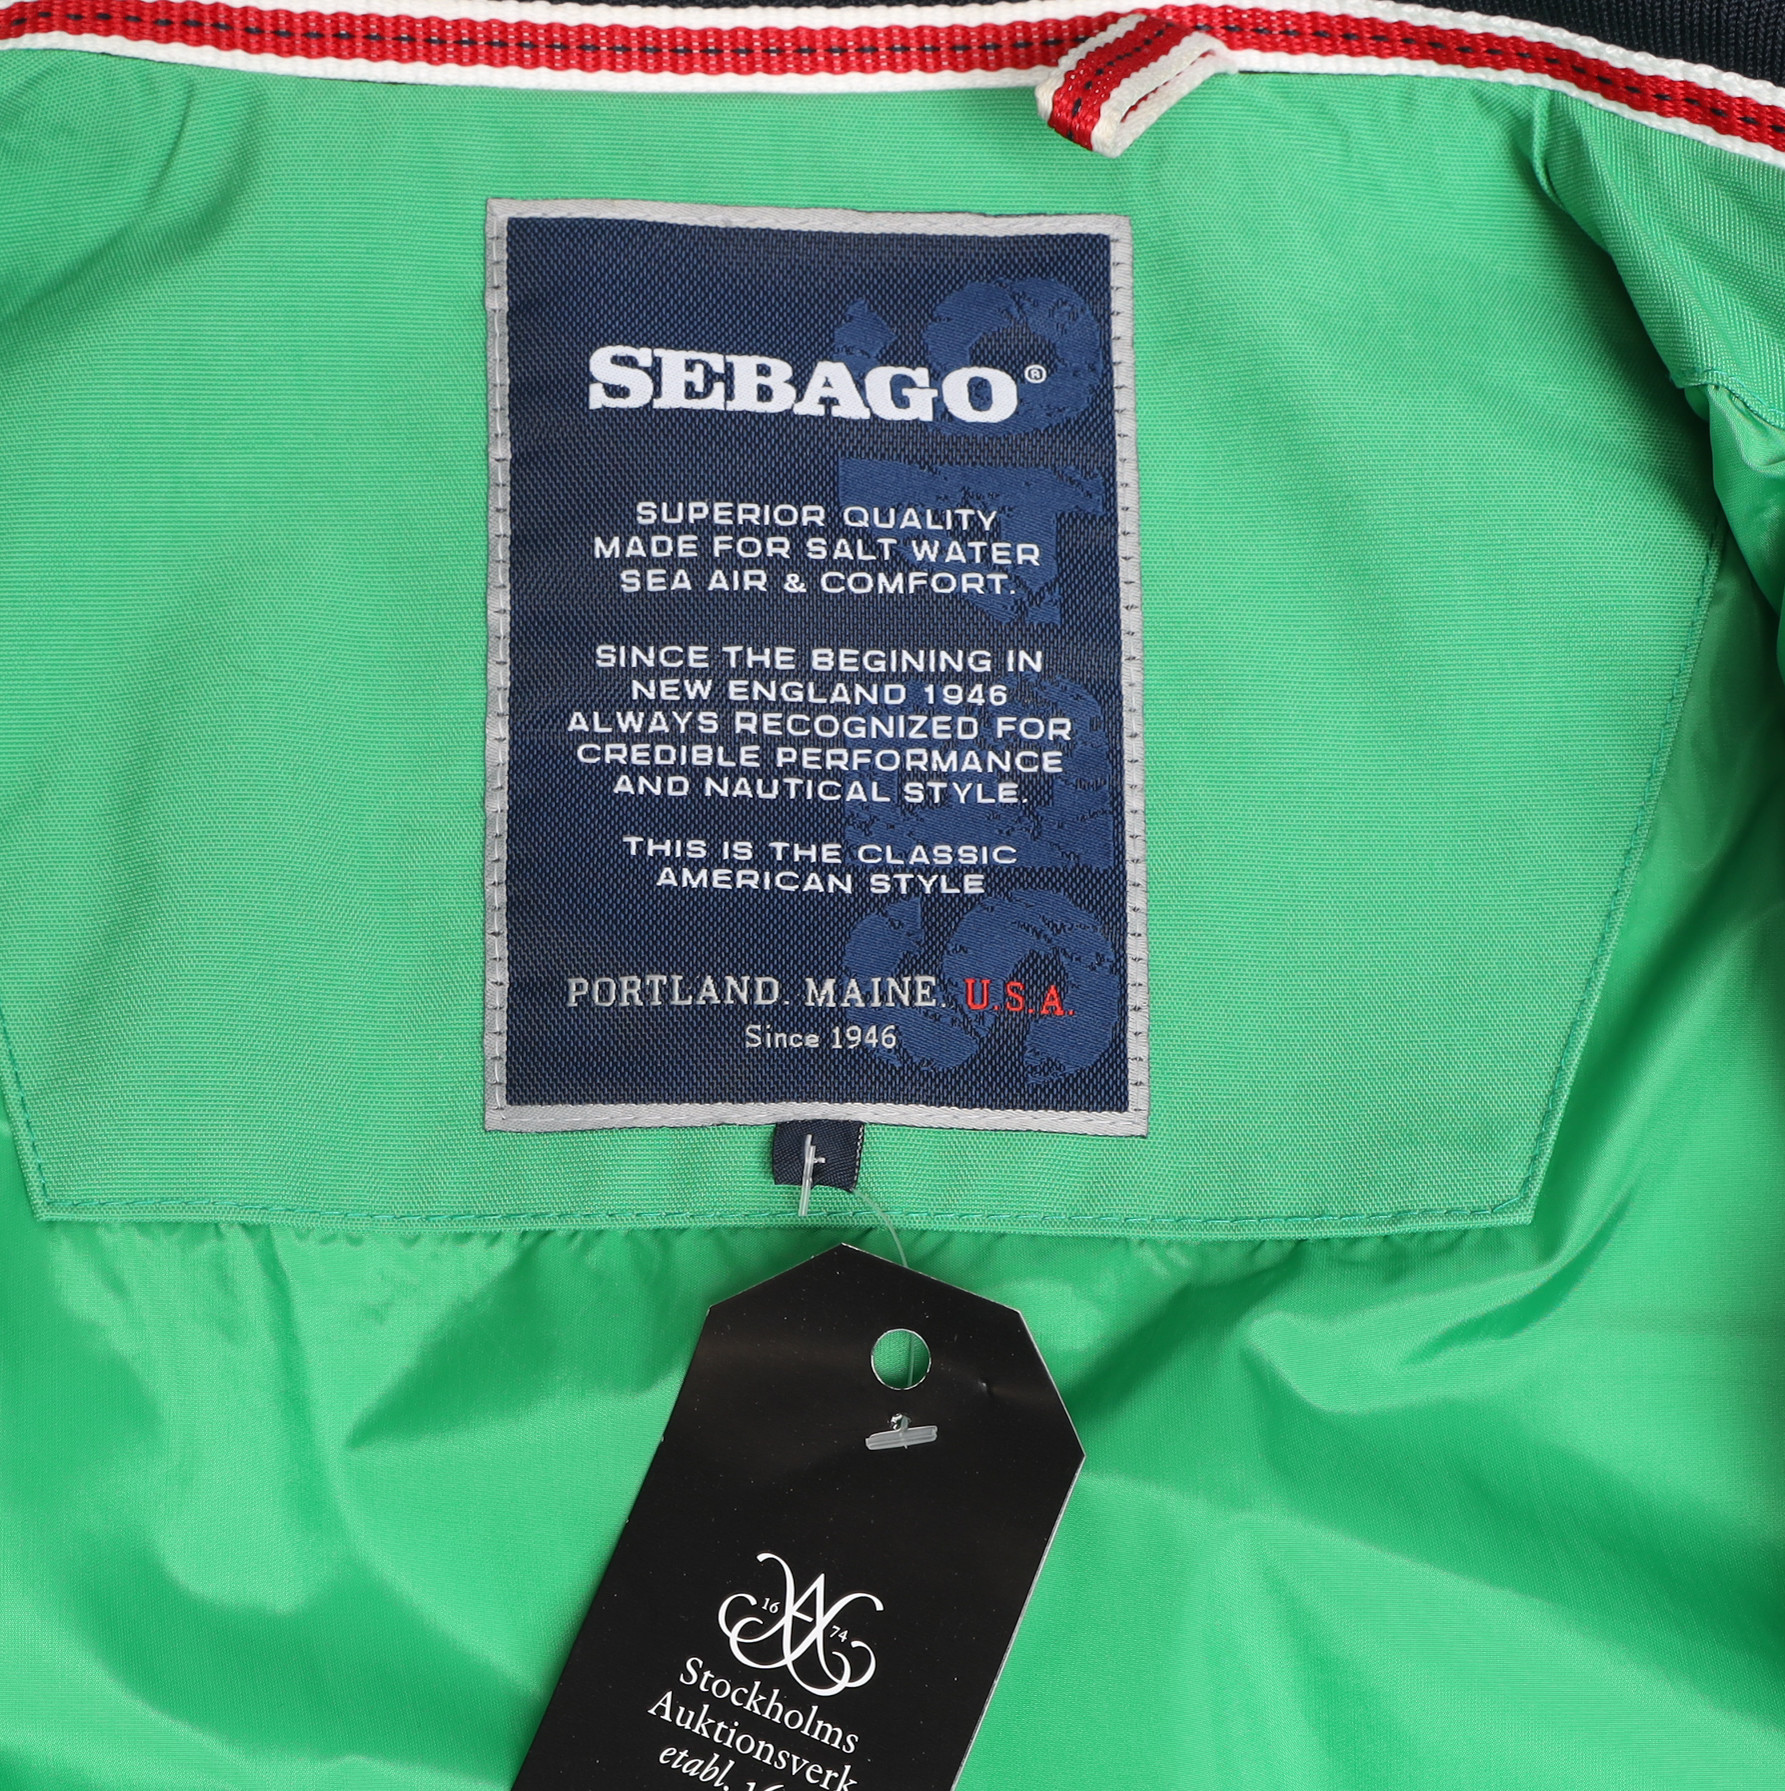 SEBAGO®
SUPERIOR QUALITY
MADE FOR SALT WATER
SEA AIR & COMFORT.
SINCE THE BEGINING IN
NEW ENGLAND 1946
ALWAYS RECOGNIZED FOR
CREDIBLE PERFORMANCE
AND NAUTICAL STYLE.
THIS IS THE CLASSIC
AMERICAN STYLE
PORTLAND. MAINE. U.S.A.
Since 1946
16 74
Stockholms
Auktionsverk
etabl.